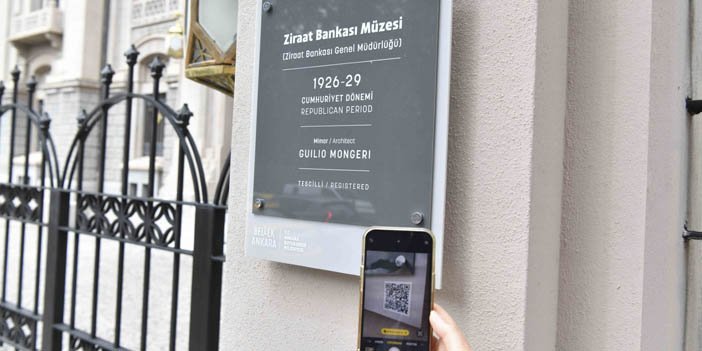 Ziraat Bankası Müzesi
(Ziraat Bankası Genel Müdürlüğü)
1926-29
CUMHURİYET DÖNEMİ
REPUBLICAN PERIOD
Mimar / Architect
GUILIO MONGERI
TESCİLLİ / REGISTERED
BELLEK
ANKARA